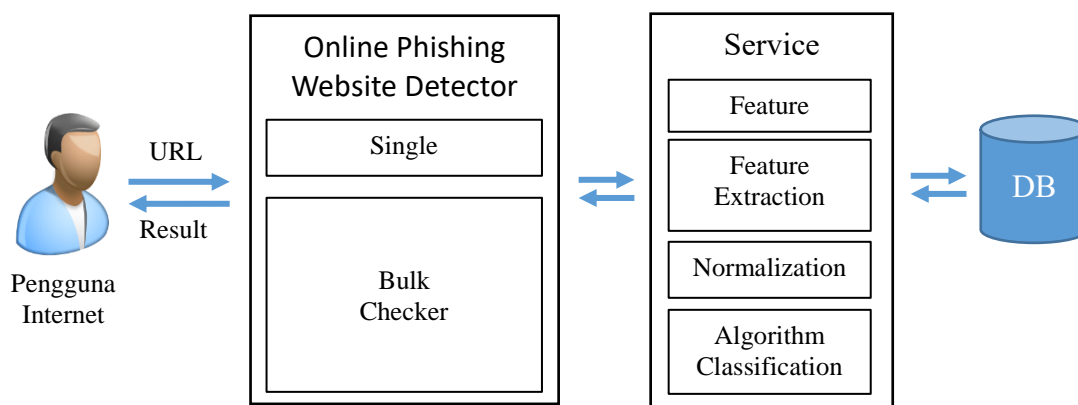 URL
Result
Pengguna
Internet
Online Phishing
Website Detector
Single
Bulk
Checker
Service
Feature
Feature
Extraction
Normalization
Algorithm
Classification
DB